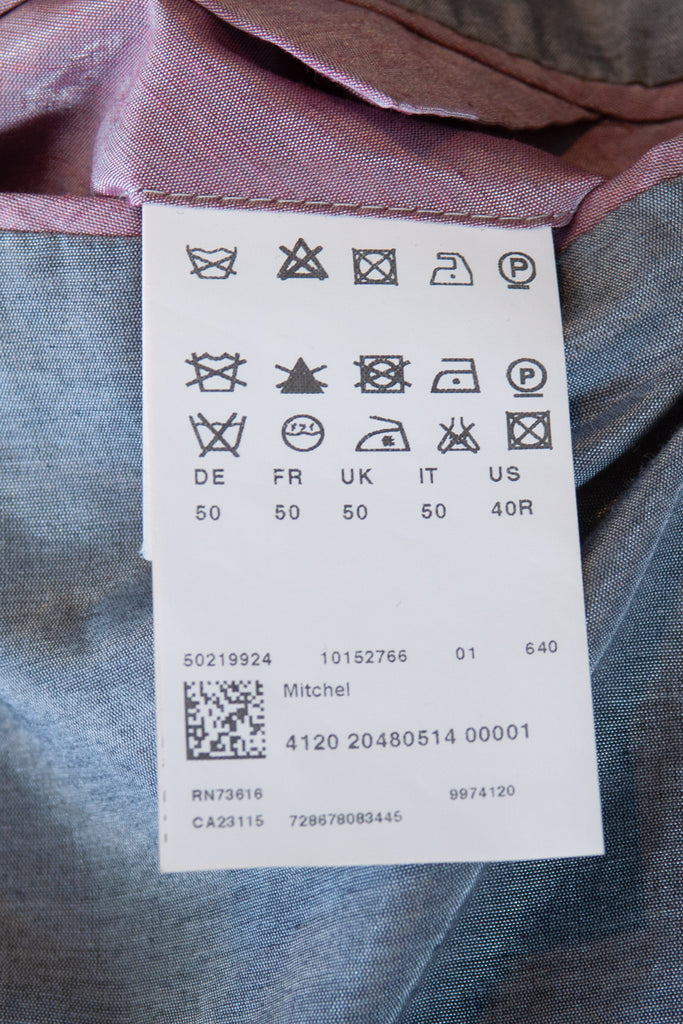 P
P
DE FR UK IT US
50 50 50 50 40R
50219924 10152766 01 640
Mitchel
4120 20480514 00001
RN73616 9974120
CA23115 728678083445